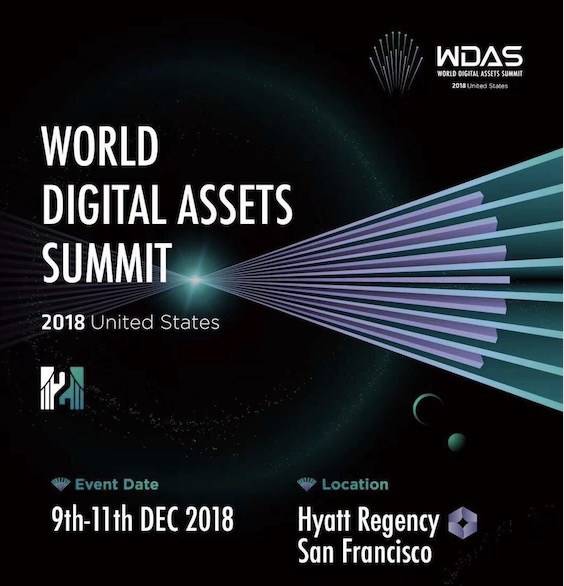 WDAS
WORLD DIGITAL ASSETS SUMMIT
2018 United States
WORLD
DIGITAL ASSETS
SUMMIT
2018 United States
Event Date
9th-11th DEC 2018
Location
Hyatt Regency
San Francisco